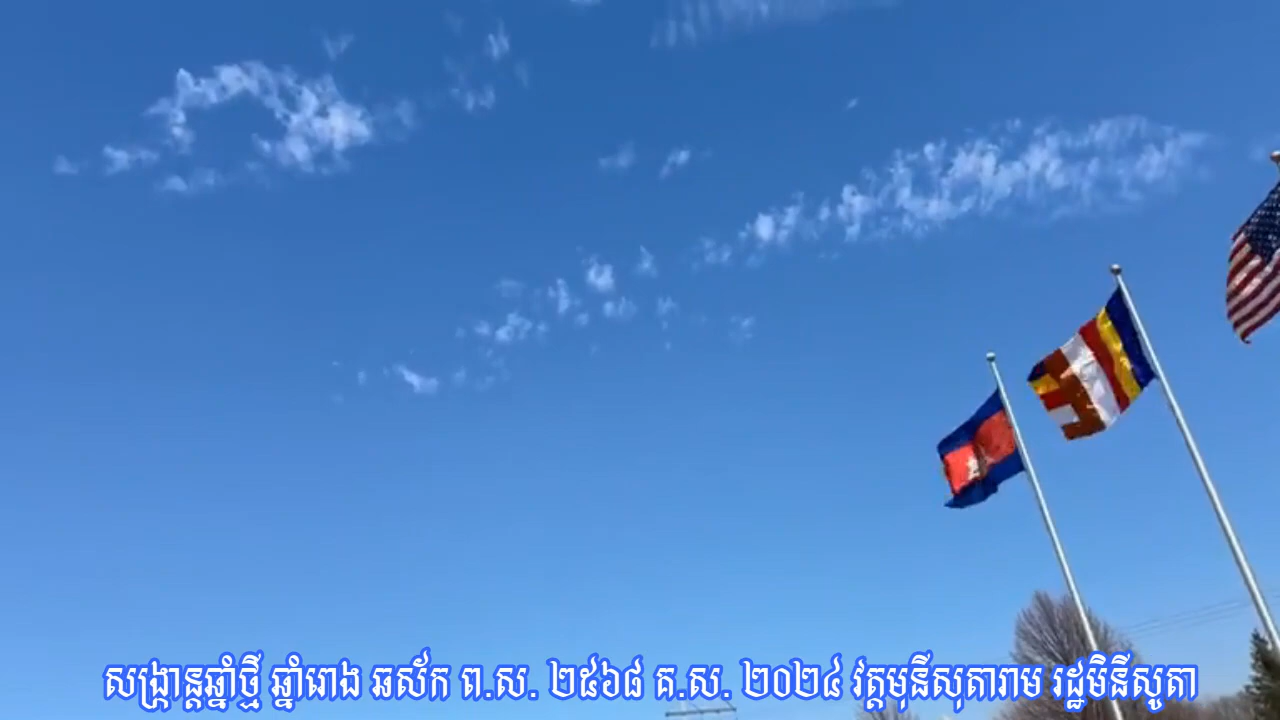 សង្ក្រាន្តឆ្នាំថ្មី ឆ្នាំរោង ឆស័ក ព.ស. ២៥៦៨ គ.ស. ២០២៤ វត្តមុនីសុតារាម រដ្ឋមិនីសូតា